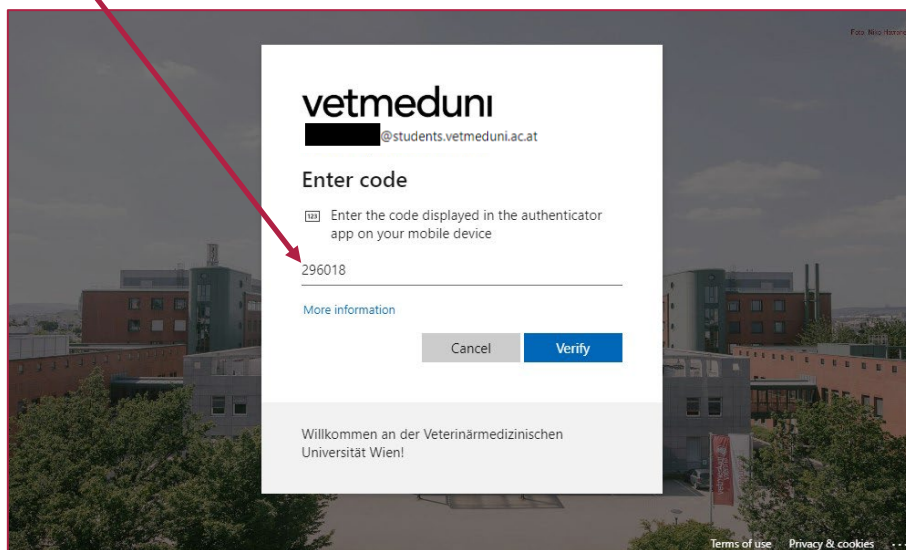 vetmeduni
@students.vetmeduni.ac.at
Enter code
123 Enter the code displayed in the authenticator
app on your mobile device
296018
More information
Cancel Verify
Willkommen an der Veterinärmedizinischen
Universität Wien!
Terms of use Privacy & cookies ...